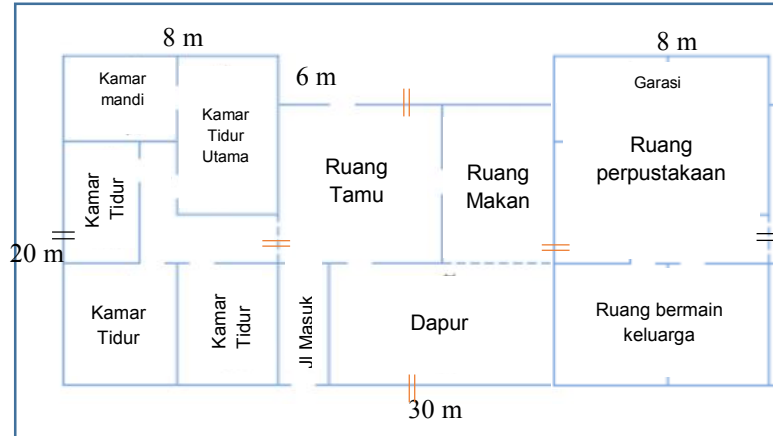 8 m
8 m
Kamar
mandi
6 m
Garasi
Kamar
Tidur
Utama
Ruang
Tamu
Ruang
Makan
Ruang
perpustakaan
Kamar
Tidur
20 m
Kamar
Tidur
Kamar
Tidur
Jl Masuk
Dapur
Ruang bermain
keluarga
30 m